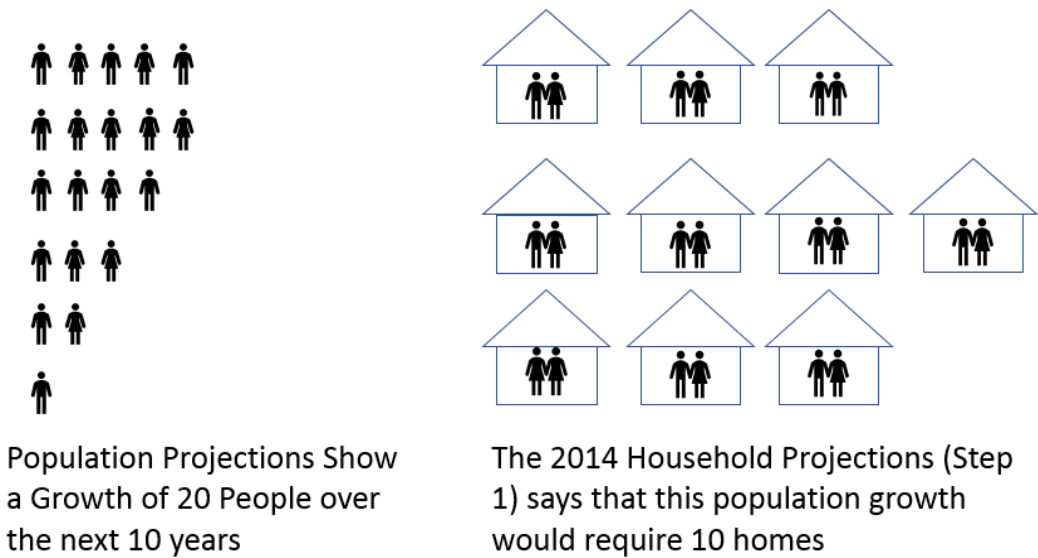 Population Projections Show
a Growth of 20 People over
the next 10 years
The 2014 Household Projections (Step
1) says that this population growth
would require 10 homes